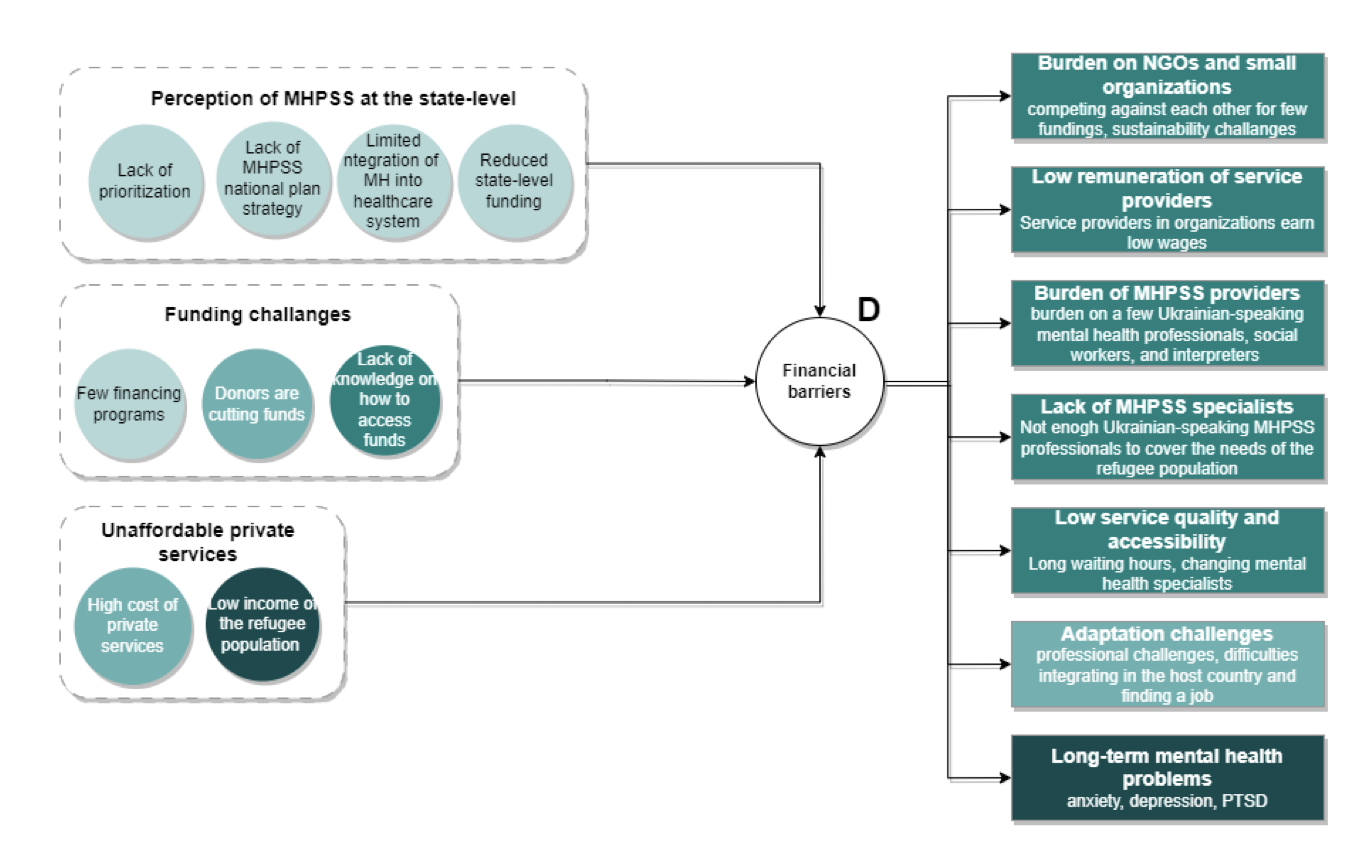 Perception of MHPSS at the state-level
Lack of
prioritization
Lack of
MHPSS
national plan
strategy
Limited
ntegration of
MH into
healthcare
system
Reduced
state-level
funding
Funding challanges
Few financing
programs
Donors are
cutting funds
Lack of
knowledge on
how to
access
funds
Unaffordable private
services
High cost of
private
services
Low income of
the refugee
population
D
Financial
barriers
Burden on NGOs and small
organizations
competing against each other for few
fundings, sustainability challanges
Low remuneration of service
providers
Service providers in organizations earn
low wages
Burden of MHPSS providers
burden on a few Ukrainian-speaking
mental health professionals, social
workers, and interpreters
Lack of MHPSS specialists
Not enogh Ukrainian-speaking MHPSS
professionals to cover the needs of the
refugee population
Low service quality and
accessibility
Long waiting hours, changing mental
health specialists
Adaptation challenges
professional challenges, difficulties
integrating in the host country and
finding a job
Long-term mental health
problems
anxiety, depression, PTSD